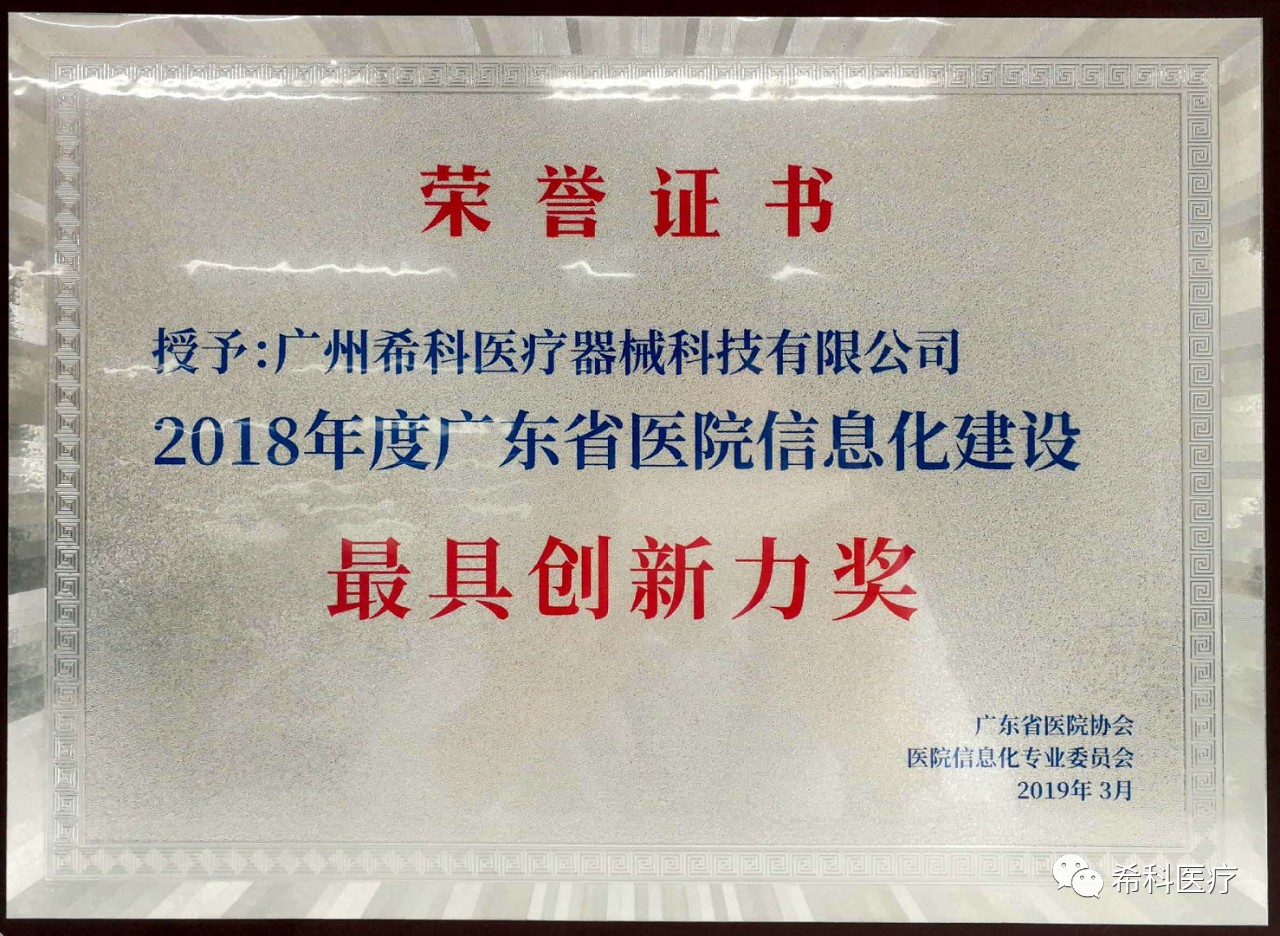 荣誉证书
授予:广州希科医疗器械科技有限公司
2018年度广东省医院信息化建设
最具创新力奖
广东省医院协会
医院信息化专业委员会
2019年 3月
希科医疗